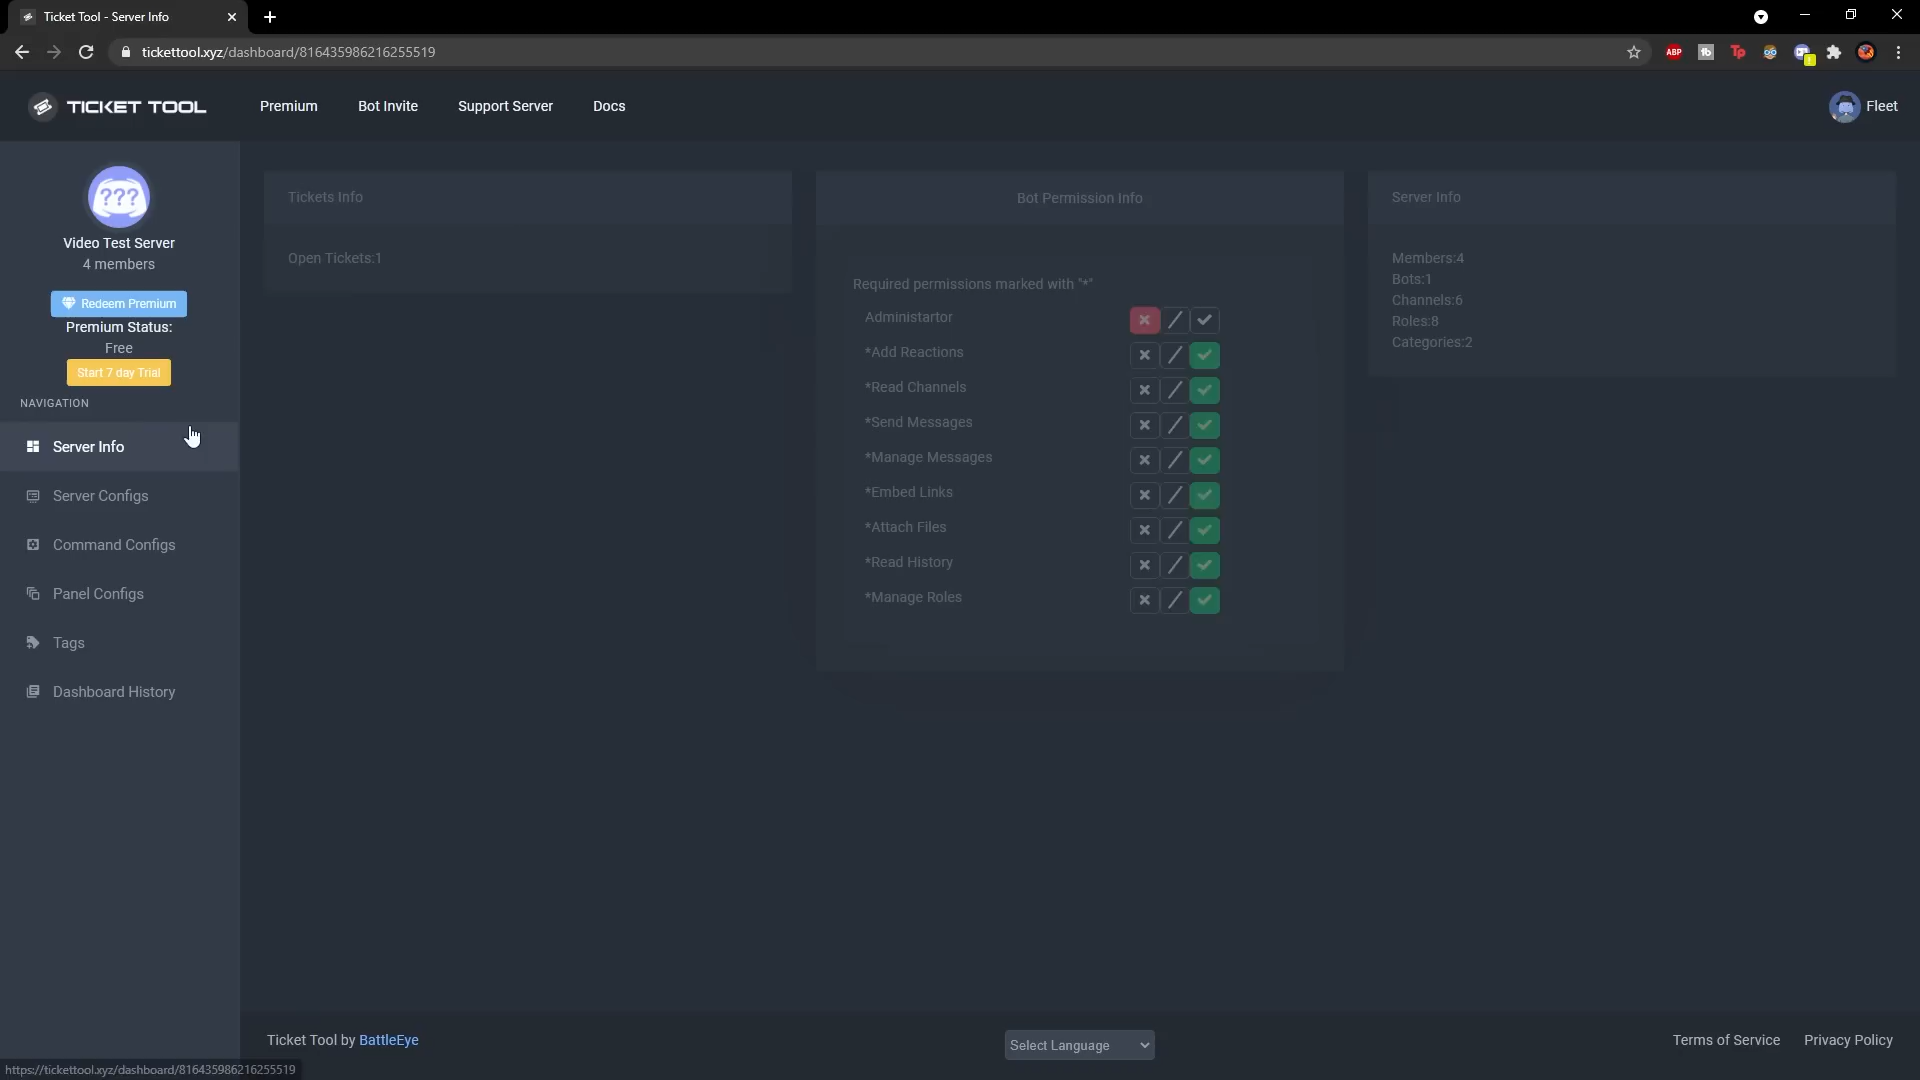 Ticket Tool - Server Info
tickettool.xyz/dashboard/816435986216255519
ABP
tb
Tp
TICKET TOOL
Premium
Bot Invite
Support Server
Docs
Fleet
???
Video Test Server
4 members
Redeem Premium
Premium Status:
Free
Start 7 day Trial
NAVIGATION
Server Info
Server Configs
Command Configs
Panel Configs
Tags
Dashboard History
Tickets Info
Open Tickets:1
Bot Permission Info
Required permissions marked with "*"
Administartor
*Add Reactions
*Read Channels
*Send Messages
*Manage Messages
*Embed Links
*Attach Files
*Read History
*Manage Roles
Server Info
Members:4
Bots:1
Channels:6
Roles:8
Categories:2
Ticket Tool by BattleEye
Select Language
Terms of Service
Privacy Policy
https://tickettool.xyz/dashboard/816435986216255519